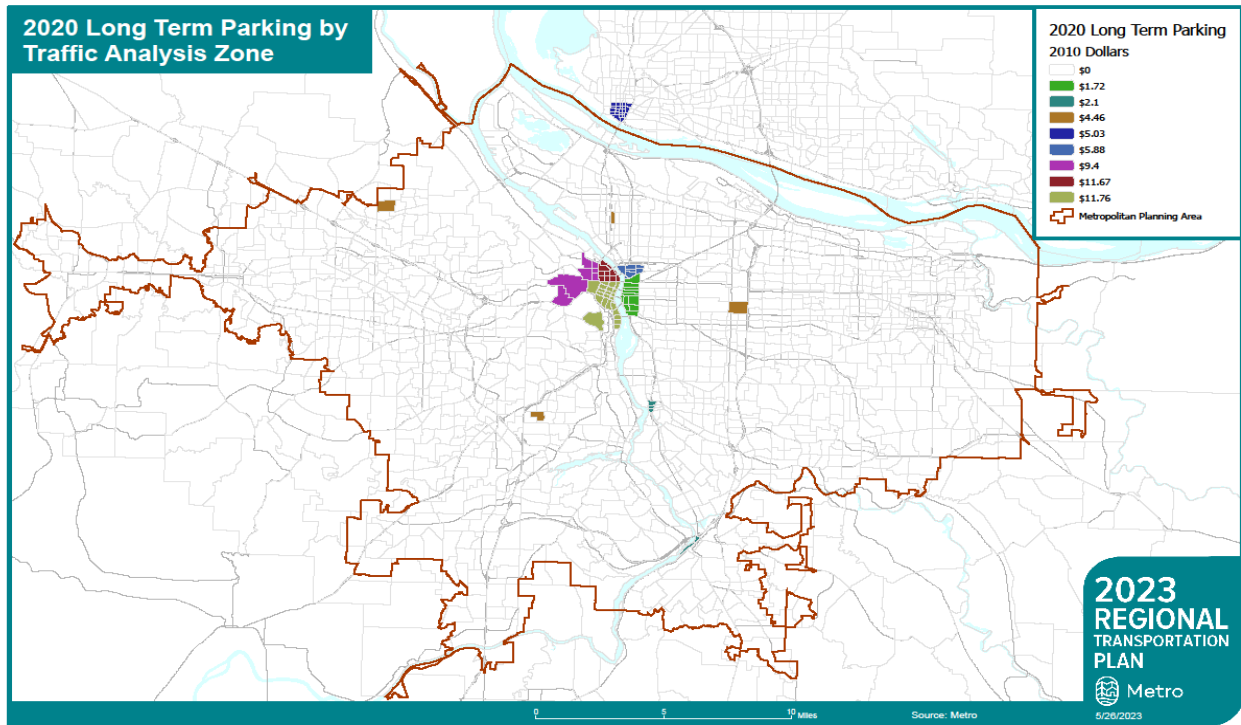 2020 Long Term Parking by
Traffic Analysis Zone
2020 Long Term Parking
2010 Dollars
$0
$1.72
$2.1
$4.46
$5.03
$5.88
$9.4
$11.67
$11.76
Metropolitan Planning Area
2023
REGIONAL
TRANSPORTATION
PLAN
Metro
0 5 10 Miles
Source: Metro
5/26/2023